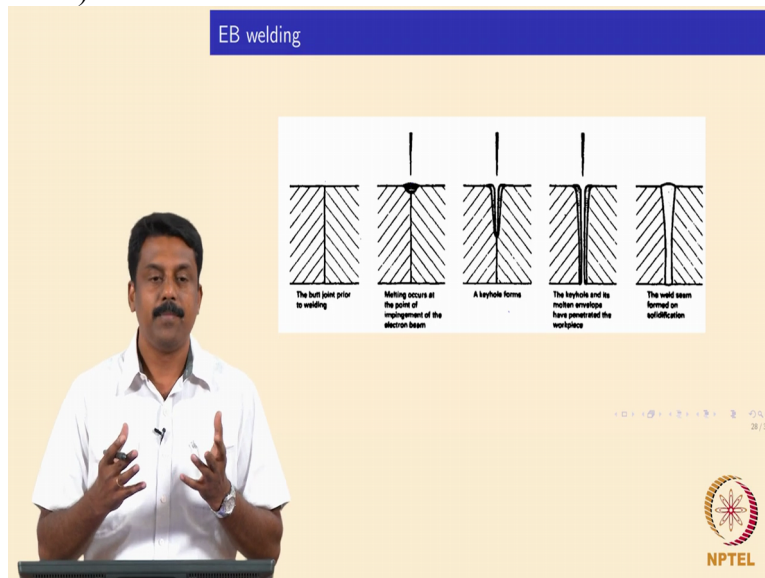 EB welding
The butt joint prior
to welding
Melting occurs at
the point of
impingement of the
electron beam
A keyhole forms
The keyhole and its
molten envelope
have penetrated the
workpiece
The weld seam
formed on
solidification
28 /
NPTEL